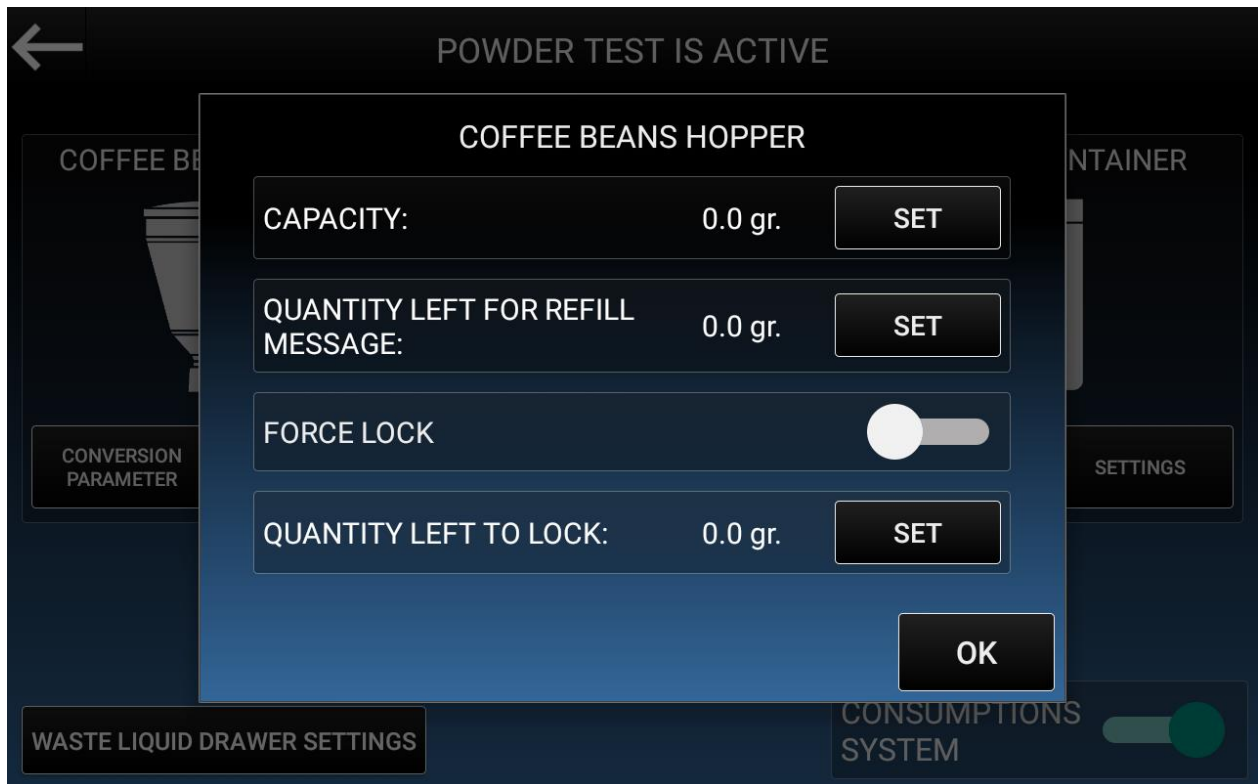 POWDER TEST IS ACTIVE
COFFEE BEANS HOPPER
COFFEE
NTAINER
CAPACITY: 0.0 gr. SET
QUANTITY LEFT FOR REFILL
MESSAGE: 0.0 gr. SET
FORCE LOCK
CONVERSION
PARAMETER
SETTINGS
QUANTITY LEFT TO LOCK: 0.0 gr. SET
OK
WASTE LIQUID DRAWER SETTINGS
CONSUMPTIONS
SYSTEM